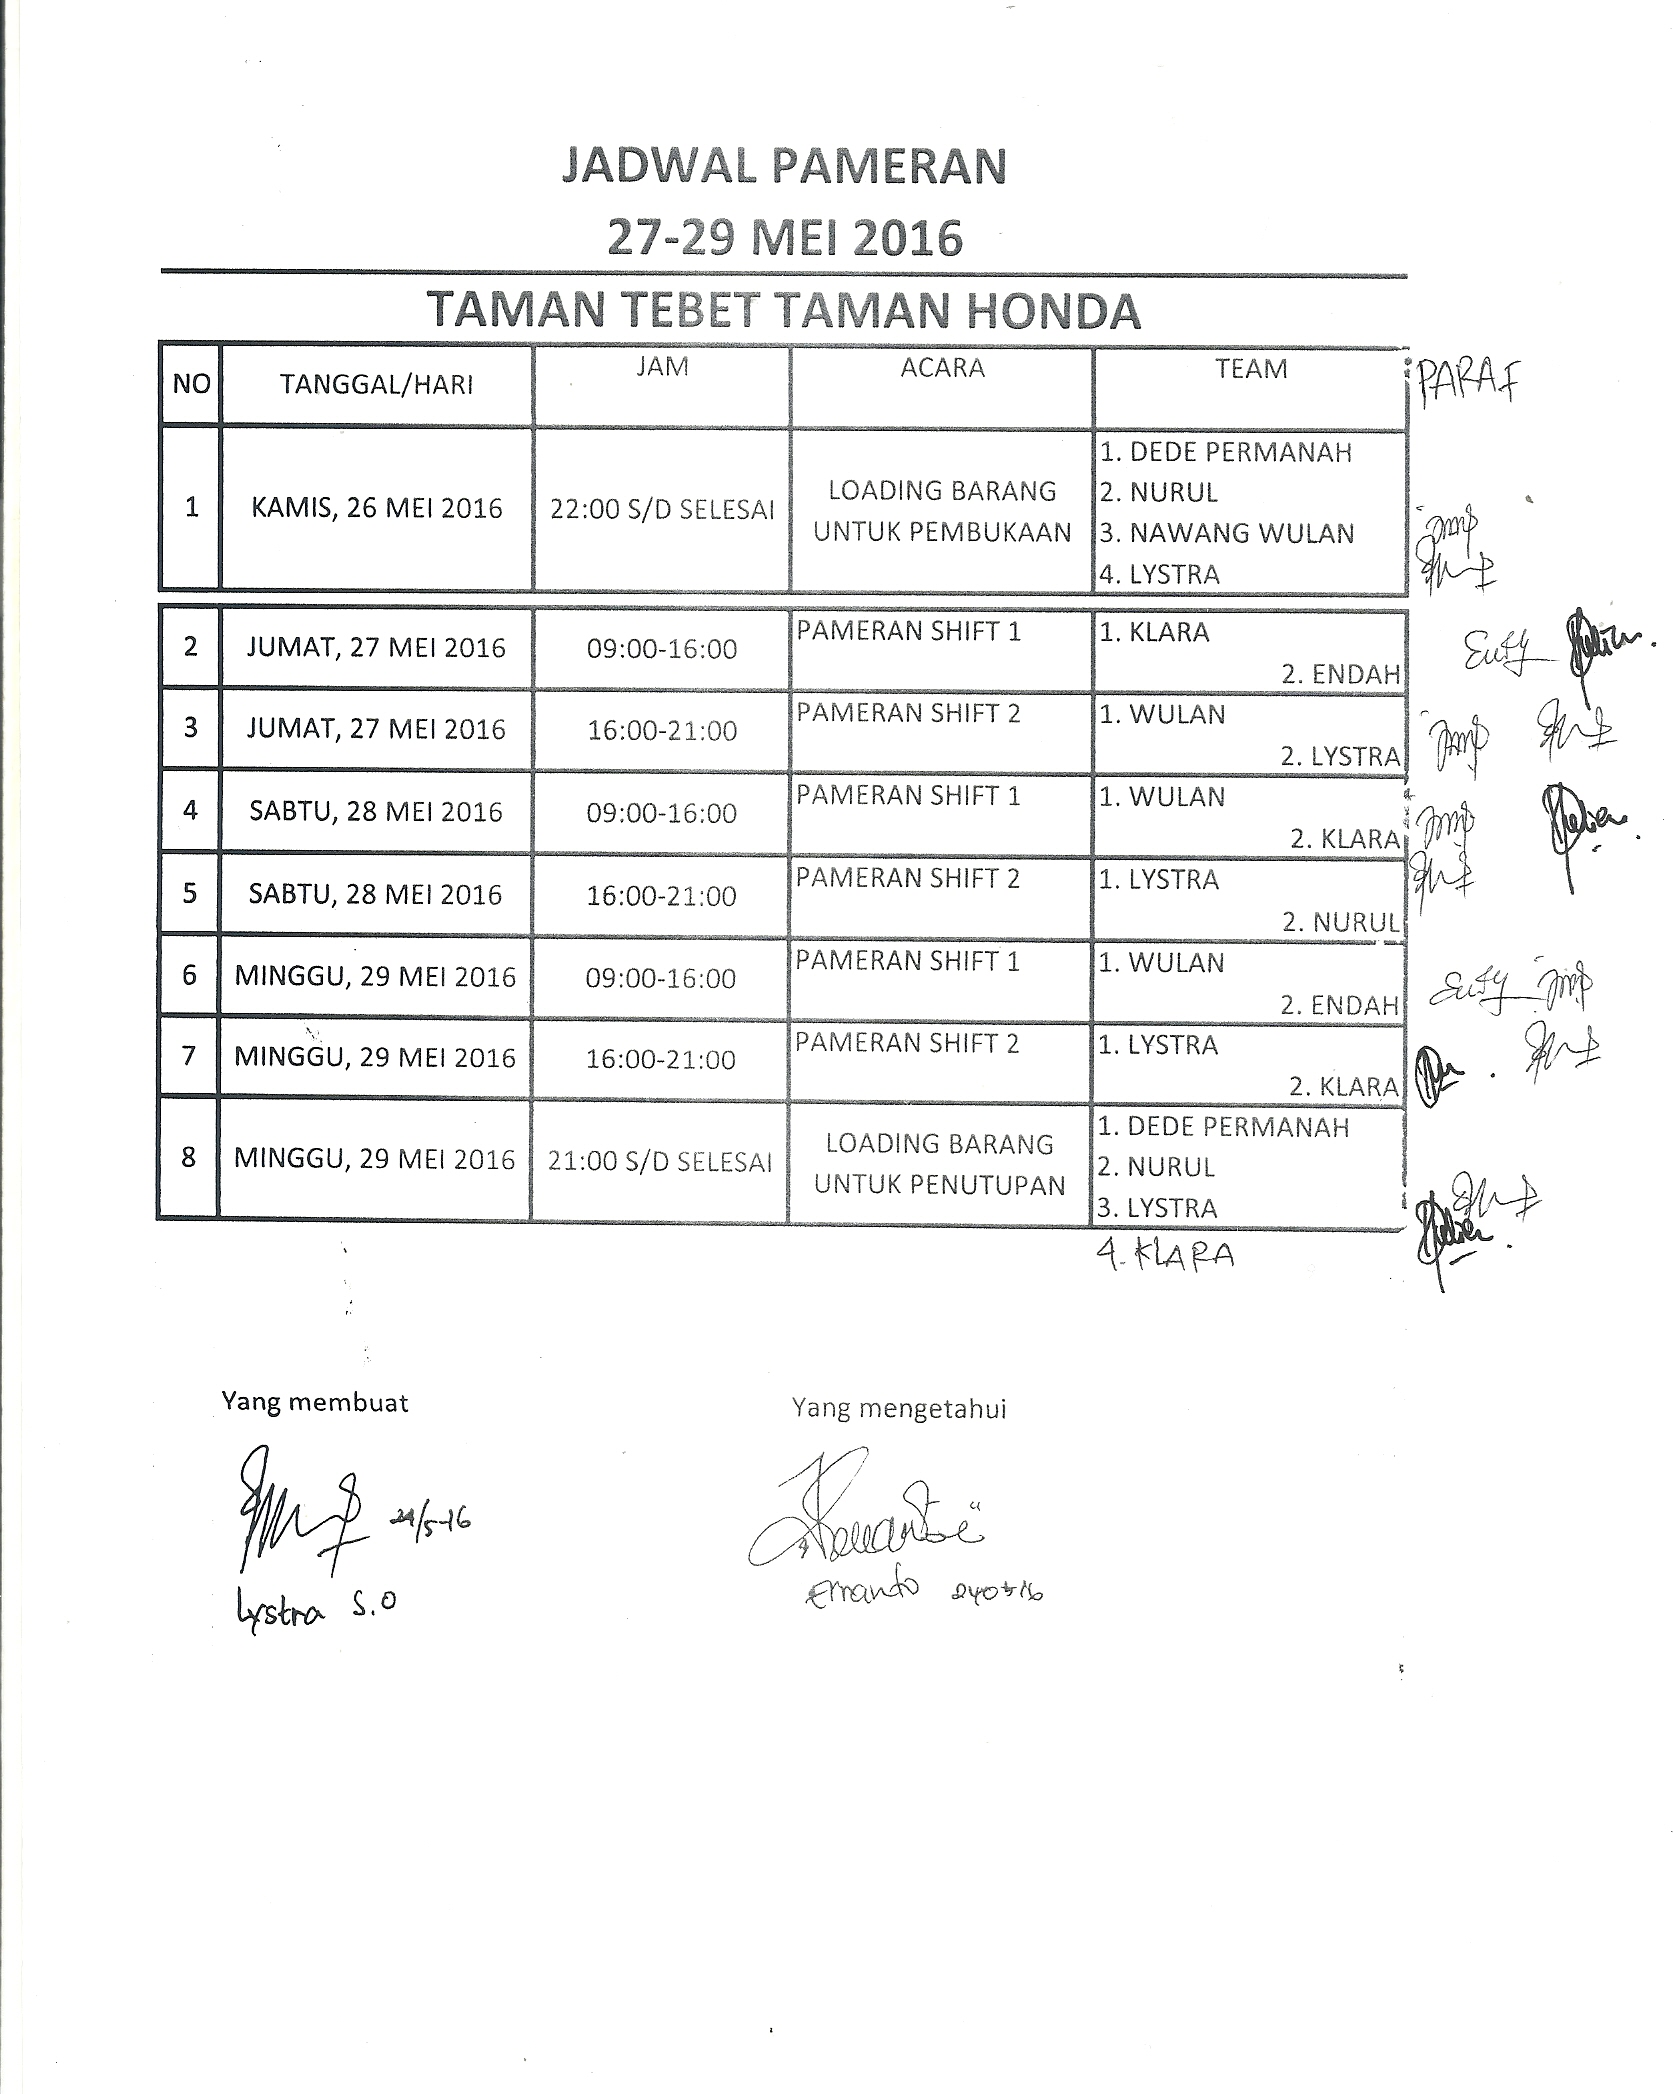 JADWAL PAMERAN
27-29 MEI 2016
TAMAN TEBET TAMAN HONDA
NO TANGGAL/HARI JAM ACARA TEAM PARAF
1 KAMIS, 26 MEI 2016 22:00 S/D SELESAI LOADING BARANG UNTUK PEMBUKAAN 1. DEDE PERMANAH
2. NURUL
3. NAWANG WULAN
4. LYSTRA
2 JUMAT, 27 MEI 2016 09:00-16:00 PAMERAN SHIFT 1 1. KLARA
2. ENDAH
3 JUMAT, 27 MEI 2016 16:00-21:00 PAMERAN SHIFT 2 1. WULAN
2. LYSTRA
4 SABTU, 28 MEI 2016 09:00-16:00 PAMERAN SHIFT 1 1. WULAN
2. KLARA
5 SABTU, 28 MEI 2016 16:00-21:00 PAMERAN SHIFT 2 1. LYSTRA
2. NURUL
6 MINGGU, 29 MEI 2016 09:00-16:00 PAMERAN SHIFT 1 1. WULAN
2. ENDAH
7 MINGGU, 29 MEI 2016 16:00-21:00 PAMERAN SHIFT 2 1. LYSTRA
2. KLARA
8 MINGGU, 29 MEI 2016 21:00 S/D SELESAI LOADING BARANG UNTUK PENUTUPAN 1. DEDE PERMANAH
2. NURUL
3. LYSTRA
4. KLARA
Yang membuat Yang mengetahui
24/5-16
Lystra S.O Ernanto 240516